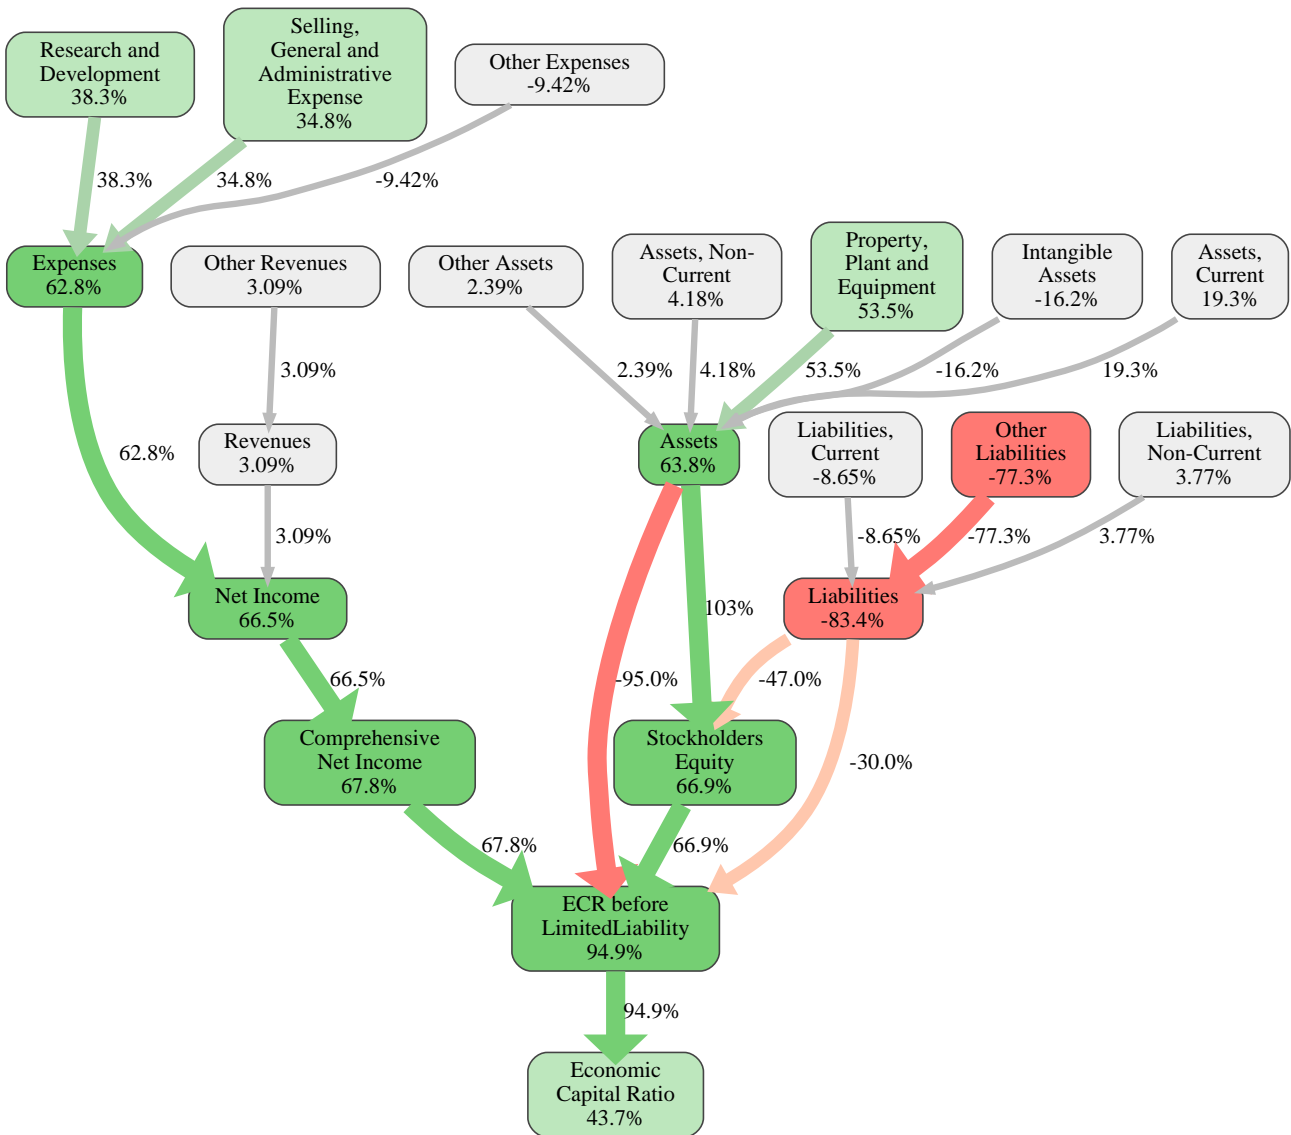 Research and
Development
38.3%
Selling,
General and
Administrative
Expense
34.8%
Other Expenses
-9.42%
38.3%
34.8%
-9.42%
Expenses
62.8%
Other Revenues
3.09%
Other Assets
2.39%
Assets, Non-
Current
4.18%
Property,
Plant and
Equipment
53.5%
Intangible
Assets
-16.2%
Assets,
Current
19.3%
3.09%
2.39%
4.18%
53.5%
-16.2%
19.3%
62.8%
Revenues
3.09%
Assets
63.8%
Liabilities,
Current
-8.65%
Other
Liabilities
-77.3%
Liabilities,
Non-Current
3.77%
3.09%
-8.65%
-77.3%
3.77%
Net Income
66.5%
103%
Liabilities
-83.4%
66.5%
-95.0%
-47.0%
-30.0%
Comprehensive
Net Income
67.8%
Stockholders
Equity
66.9%
67.8%
66.9%
ECR before
LimitedLiability
94.9%
94.9%
Economic
Capital Ratio
43.7%